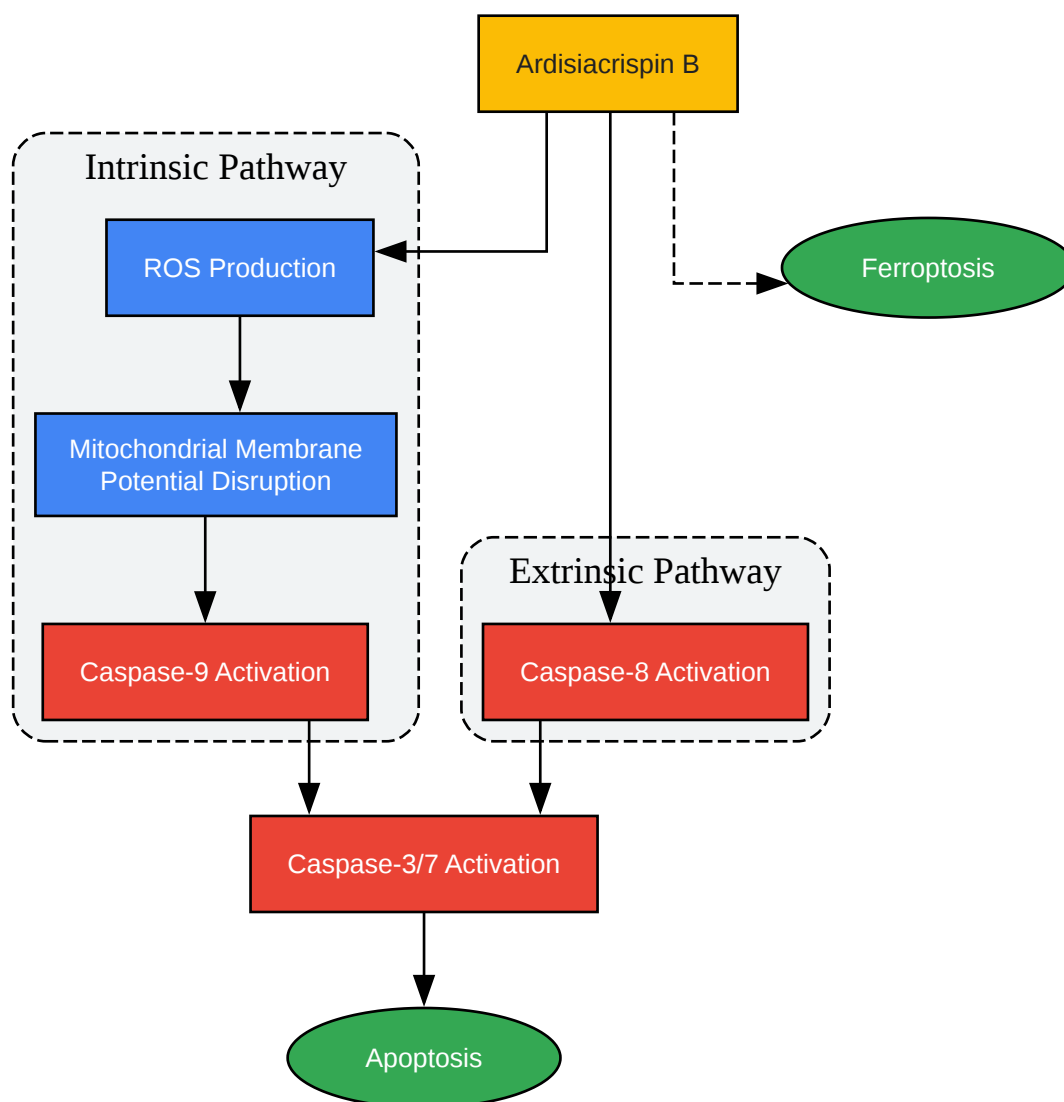 Ardisiacrispin B
Intrinsic Pathway
ROS Production
Ferroptosis
Mitochondrial Membrane
Potential Disruption
Extrinsic Pathway
Caspase-9 Activation
Caspase-8 Activation
Caspase-3/7 Activation
Apoptosis